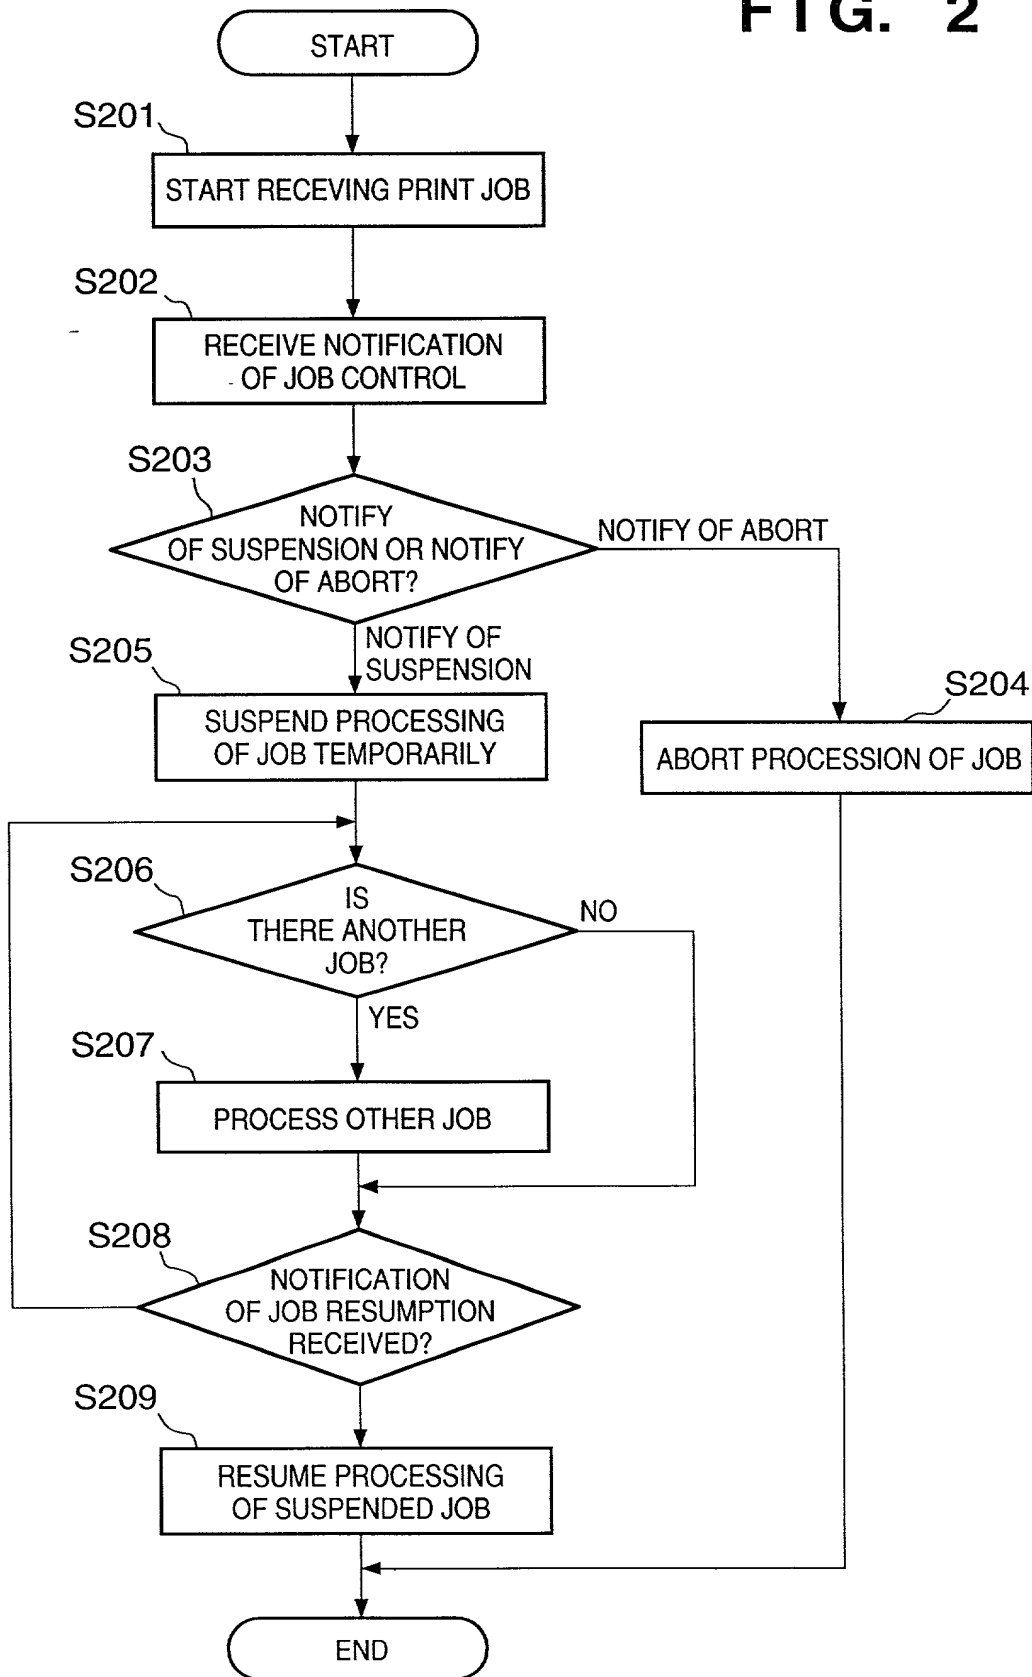 FIG. 2
START
S201
START RECEVING PRINT JOB
S202
RECEIVE NOTIFICATION
OF JOB CONTROL
S203
NOTIFY
OF SUSPENSION OR NOTIFY
OF ABORT?
NOTIFY OF ABORT
NOTIFY OF
SUSPENSION
S204
ABORT PROCESSION OF JOB
S205
SUSPEND PROCESSING
OF JOB TEMPORARILY
S206
IS
THERE ANOTHER
JOB?
NO
YES
S207
PROCESS OTHER JOB
S208
NOTIFICATION
OF JOB RESUMPTION
RECEIVED?
S209
RESUME PROCESSING
OF SUSPENDED JOB
END